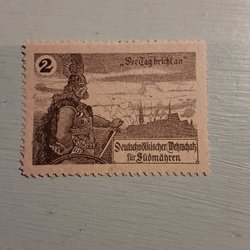 „Der Tag bricht an"
2
Deutschvölkischer Wehrschatz
für Südmähren.